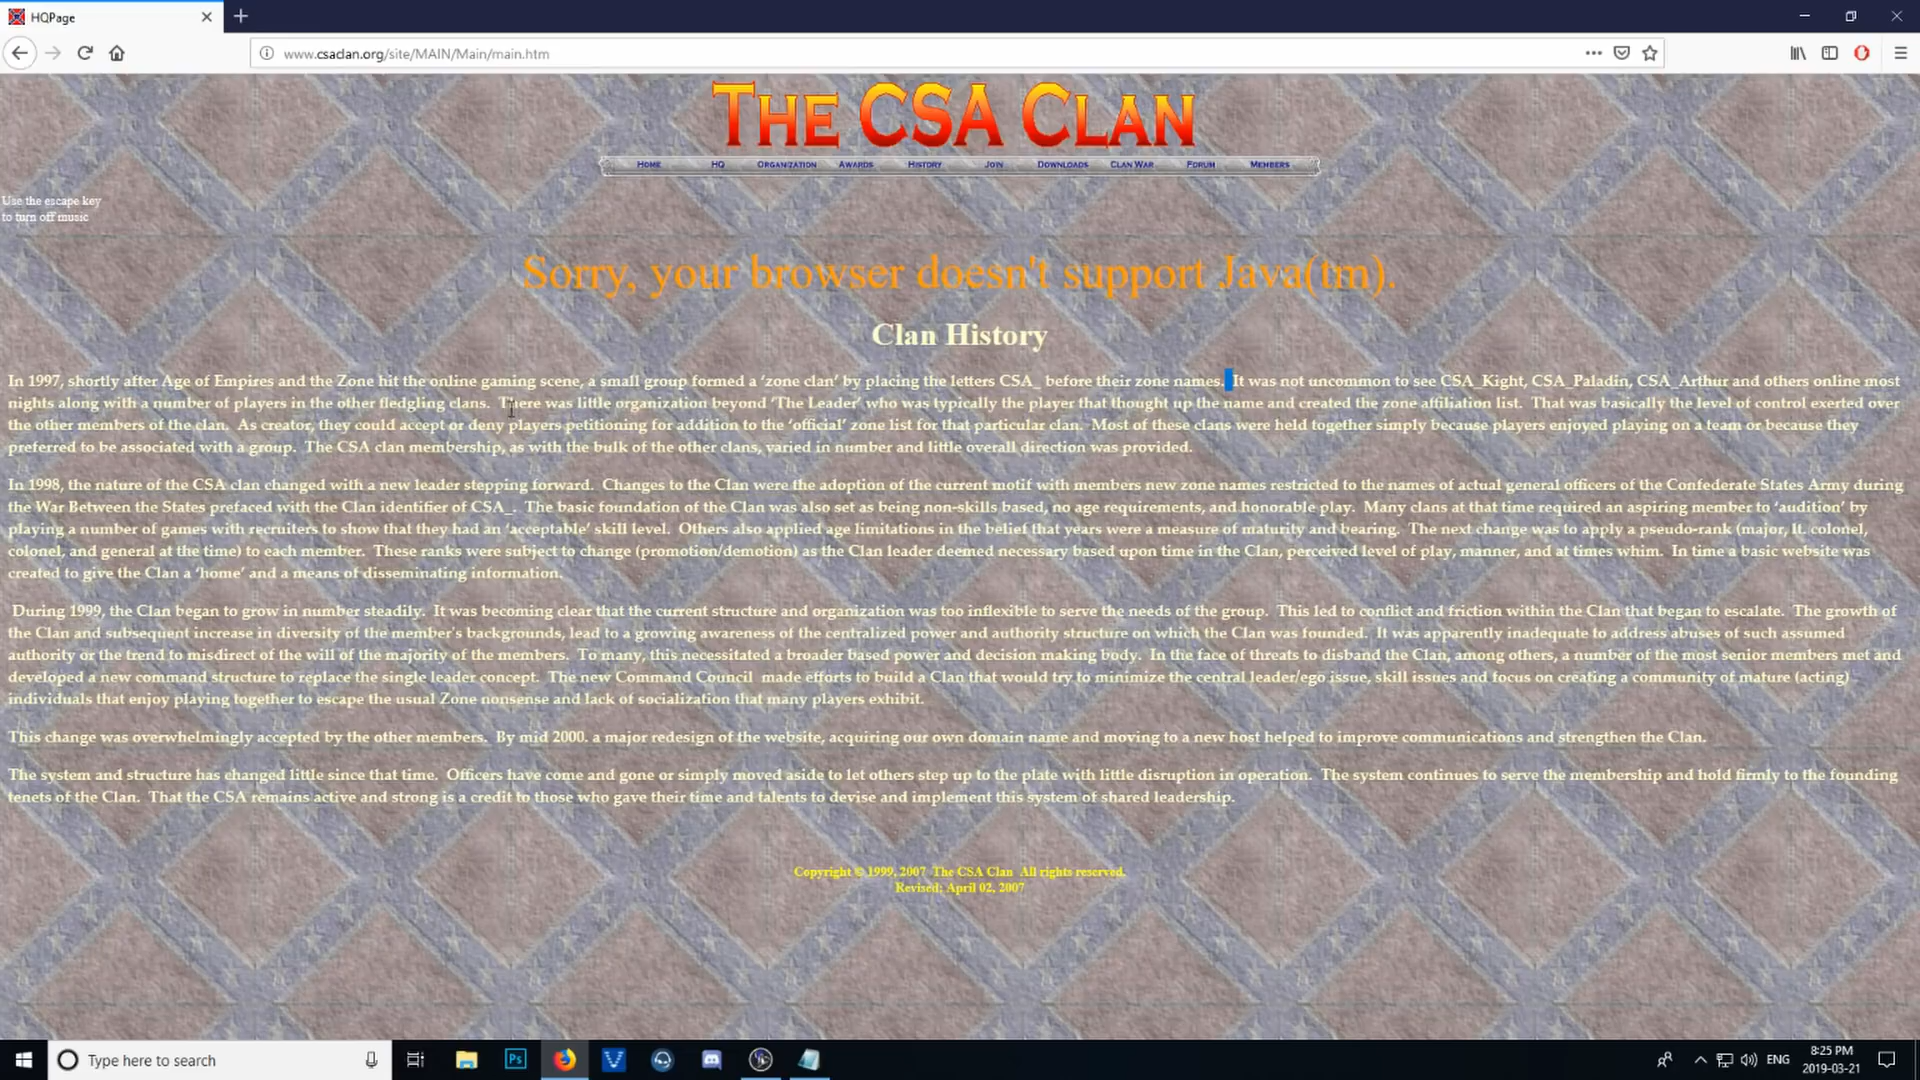 HQPage
www.csaclan.org/site/MAIN/Main/main.htm
THE CSA CLAN
HOME HQ ORGANIZATION AWARDS HISTORY JOIN DOWNLOADS CLAN WAR FORUM MEMBERS
Use the escape key
to turn off music
Sorry, your browser doesn't support Java(tm).
Clan History
In 1997, shortly after Age of Empires and the Zone hit the online gaming scene, a small group formed a ‘zone clan’ by placing the letters CSA_ before their zone names. It was not uncommon to see CSA_Kight, CSA_Paladin, CSA_Arthur and others online most
nights along with a number of players in the other fledgling clans. There was little organization beyond ‘The Leader’ who was typically the player that thought up the name and created the zone affiliation list. That was basically the level of control exerted over
the other members of the clan. As creator, they could accept or deny players petitioning for addition to the ‘official’ zone list for that particular clan. Most of these clans were held together simply because players enjoyed playing on a team or because they
preferred to be associated with a group. The CSA clan membership, as with the bulk of the other clans, varied in number and little overall direction was provided.
In 1998, the nature of the CSA clan changed with a new leader stepping forward. Changes to the Clan were the adoption of the current motif with members new zone names restricted to the names of actual general officers of the Confederate States Army during
the War Between the States prefaced with the Clan identifier of CSA_. The basic foundation of the Clan was also set as being non-skills based, no age requirements, and honorable play. Many clans at that time required an aspiring member to ‘audition’ by
playing a number of games with recruiters to show that they had an ‘acceptable’ skill level. Others also applied age limitations in the belief that years were a measure of maturity and bearing. The next change was to apply a pseudo-rank (major, lt. colonel,
colonel, and general at the time) to each member. These ranks were subject to change (promotion/demotion) as the Clan leader deemed necessary based upon time in the Clan, perceived level of play, manner, and at times whim. In time a basic website was
created to give the Clan a ‘home’ and a means of disseminating information.
During 1999, the Clan began to grow in number steadily. It was becoming clear that the current structure and organization was too inflexible to serve the needs of the group. This led to conflict and friction within the Clan that began to escalate. The growth of
the Clan and subsequent increase in diversity of the member's backgrounds, lead to a growing awareness of the centralized power and authority structure on which the Clan was founded. It was apparently inadequate to address abuses of such assumed
authority or the trend to misdirect of the will of the majority of the members. To many, this necessitated a broader based power and decision making body. In the face of threats to disband the Clan, among others, a number of the most senior members met and
developed a new command structure to replace the single leader concept. The new Command Council made efforts to build a Clan that would try to minimize the central leader/ego issue, skill issues and focus on creating a community of mature (acting)
individuals that enjoy playing together to escape the usual Zone nonsense and lack of socialization that many players exhibit.
This change was overwhelmingly accepted by the other members. By mid 2000. a major redesign of the website, acquiring our own domain name and moving to a new host helped to improve communications and strengthen the Clan.
The system and structure has changed little since that time. Officers have come and gone or simply moved aside to let others step up to the plate with little disruption in operation. The system continues to serve the membership and hold firmly to the founding
tenets of the Clan. That the CSA remains active and strong is a credit to those who gave their time and talents to devise and implement this system of shared leadership.
Copyright © 1999, 2007 The CSA Clan All rights reserved.
Revised; April 02, 2007
Type here to search
Ps
ENG
8:25 PM
2019-03-21